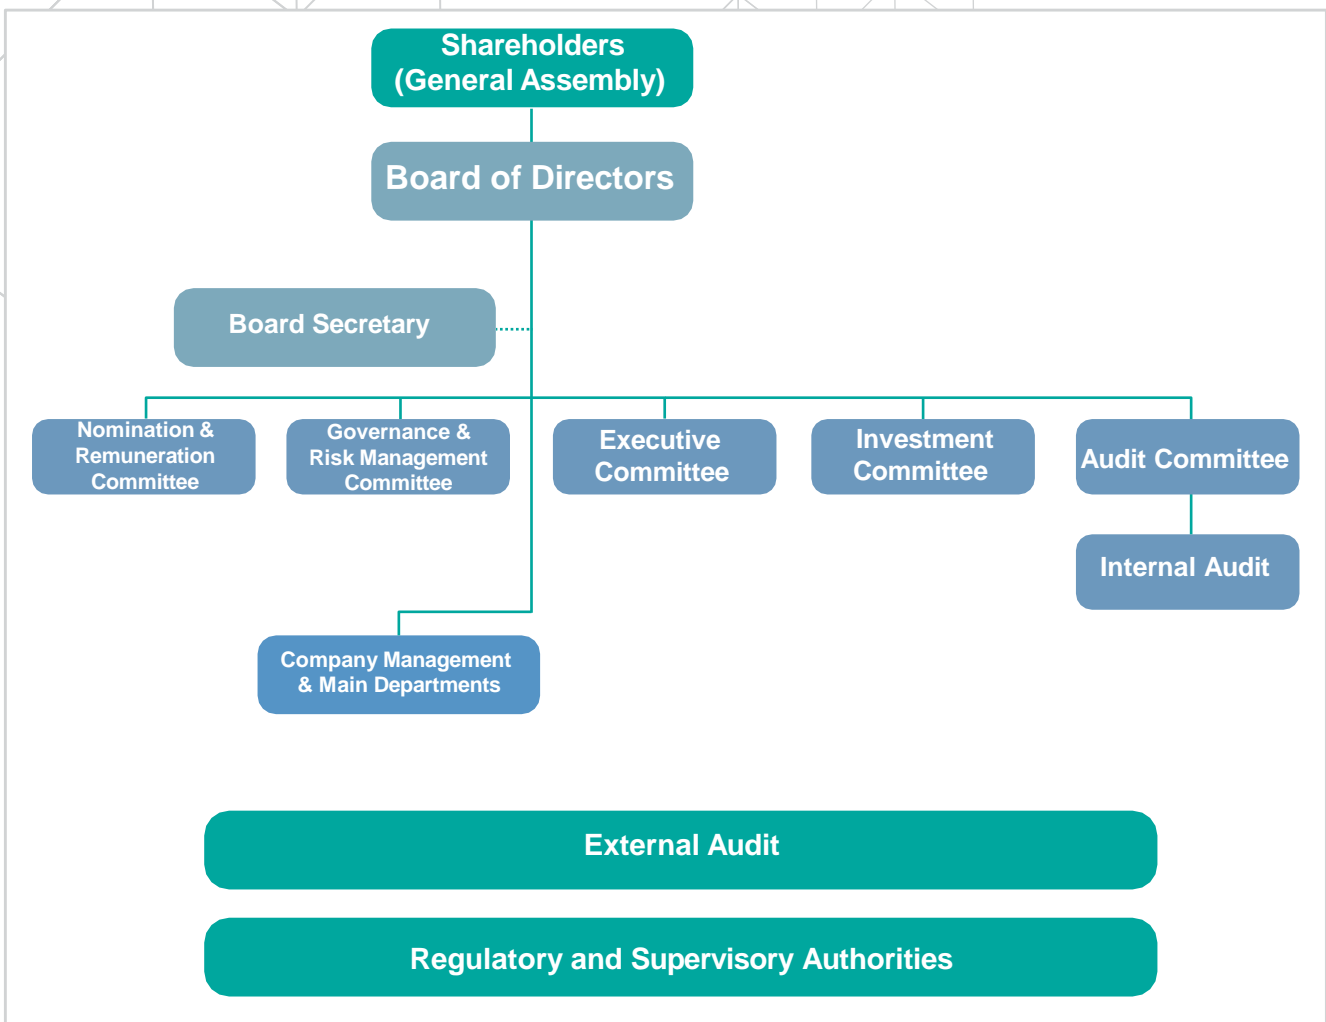 Shareholders
(General Assembly)
Board of Directors
Board Secretary
Nomination &
Remuneration
Committee
Governance &
Risk Management
Committee
Executive
Committee
Investment
Committee
Audit Committee
Internal Audit
Company Management
& Main Departments
External Audit
Regulatory and Supervisory Authorities